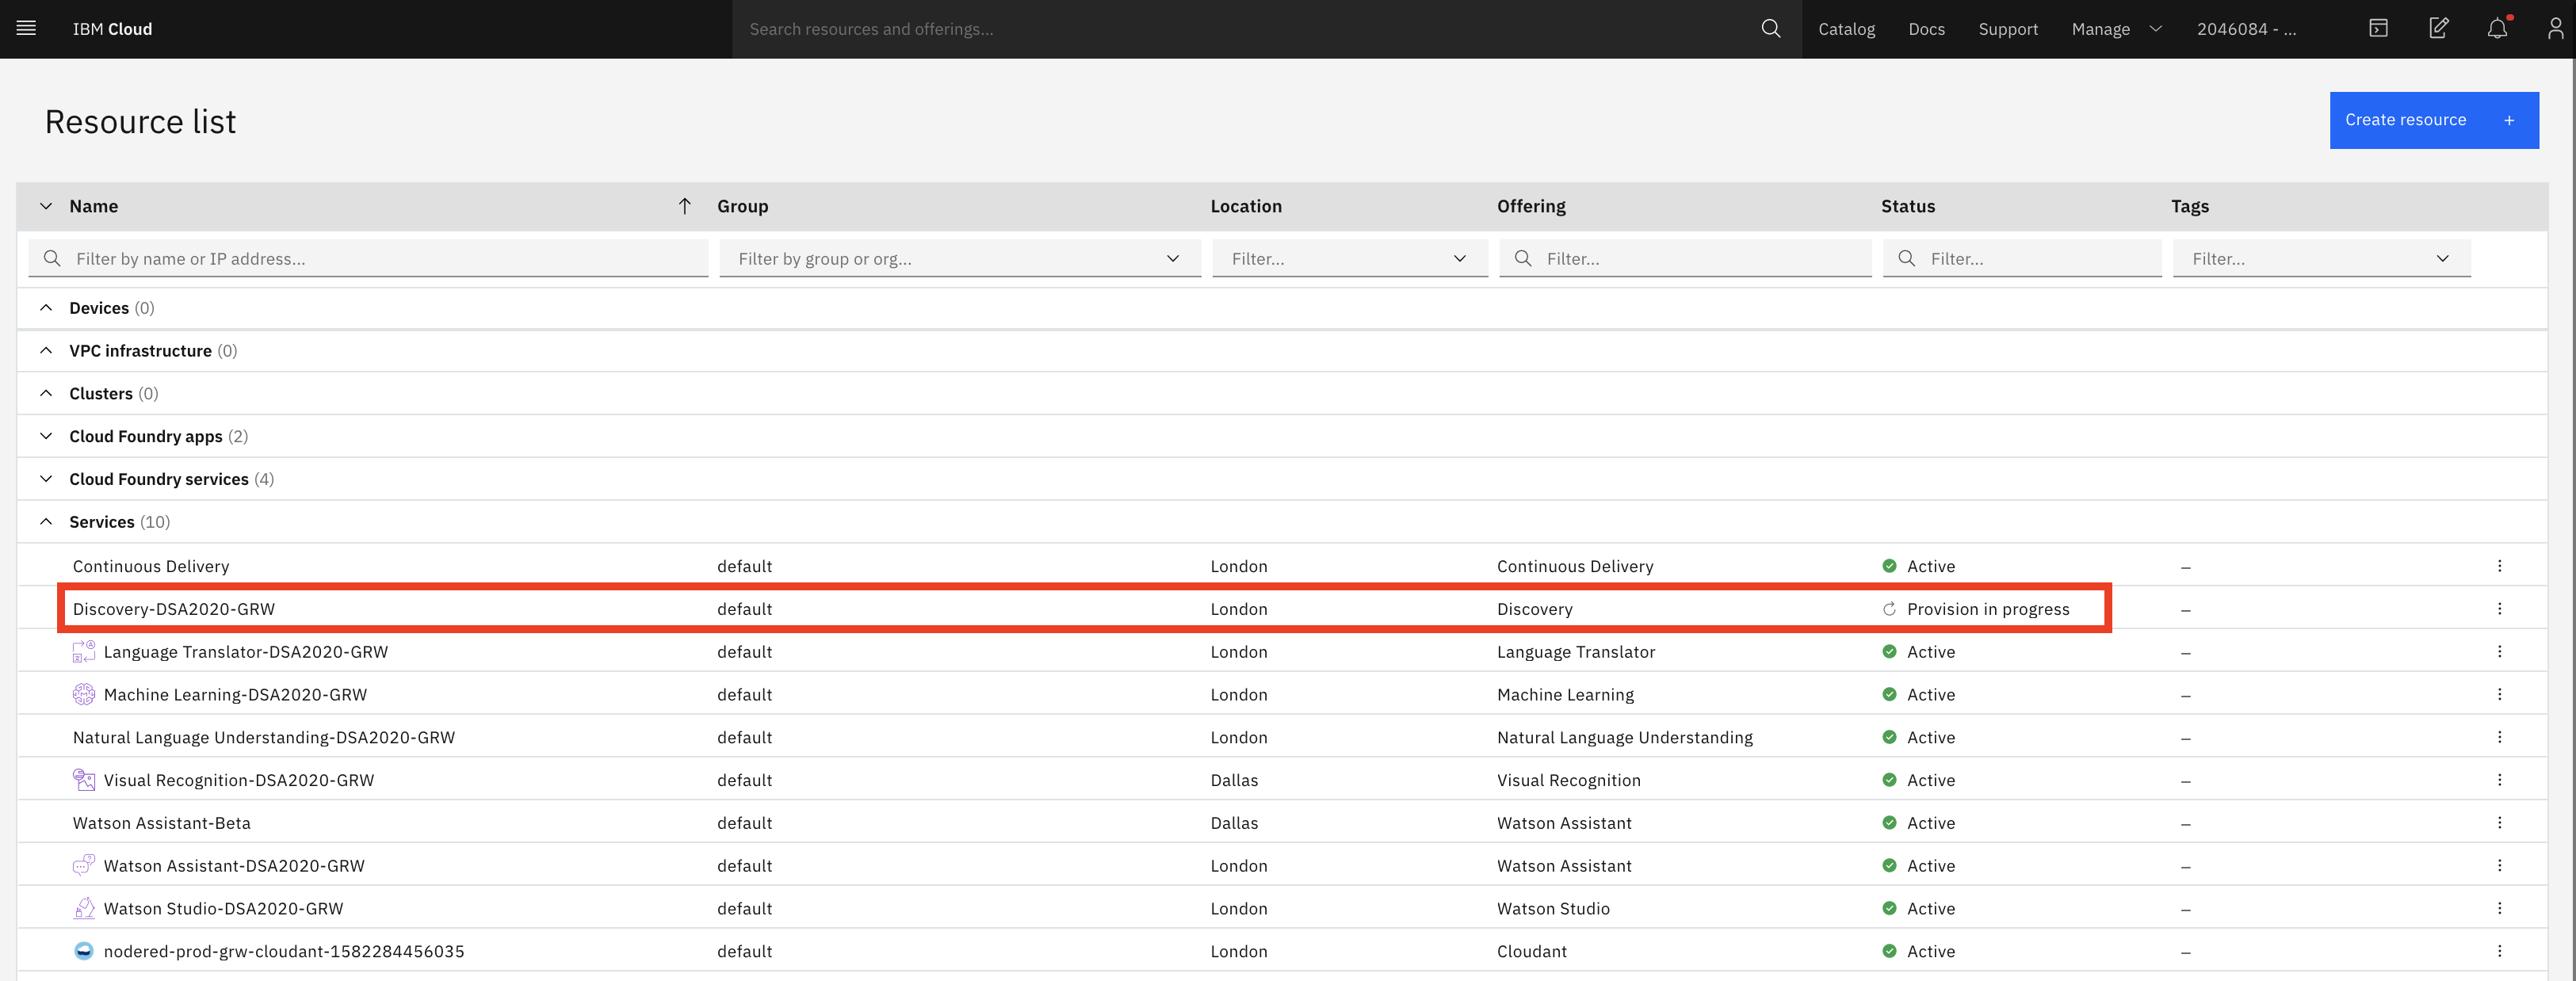 IBM Cloud Search resources and offerings... Catalog Docs Support Manage 2046084 - ...
Resource list Create resource +
Name Group Location Offering Status Tags
Filter by name or IP address... Filter by group or org... Filter... Filter... Filter... Filter...
Devices (0)
VPC infrastructure (0)
Clusters (0)
Cloud Foundry apps (2)
Cloud Foundry services (4)
Services (10)
Continuous Delivery default London Continuous Delivery Active –
Discovery-DSA2020-GRW default London Discovery Provision in progress –
Language Translator-DSA2020-GRW default London Language Translator Active –
Machine Learning-DSA2020-GRW default London Machine Learning Active –
Natural Language Understanding-DSA2020-GRW default London Natural Language Understanding Active –
Visual Recognition-DSA2020-GRW default Dallas Visual Recognition Active –
Watson Assistant-Beta default Dallas Watson Assistant Active –
Watson Assistant-DSA2020-GRW default London Watson Assistant Active –
Watson Studio-DSA2020-GRW default London Watson Studio Active –
nodered-prod-grw-cloudant-1582284456035 default London Cloudant Active –